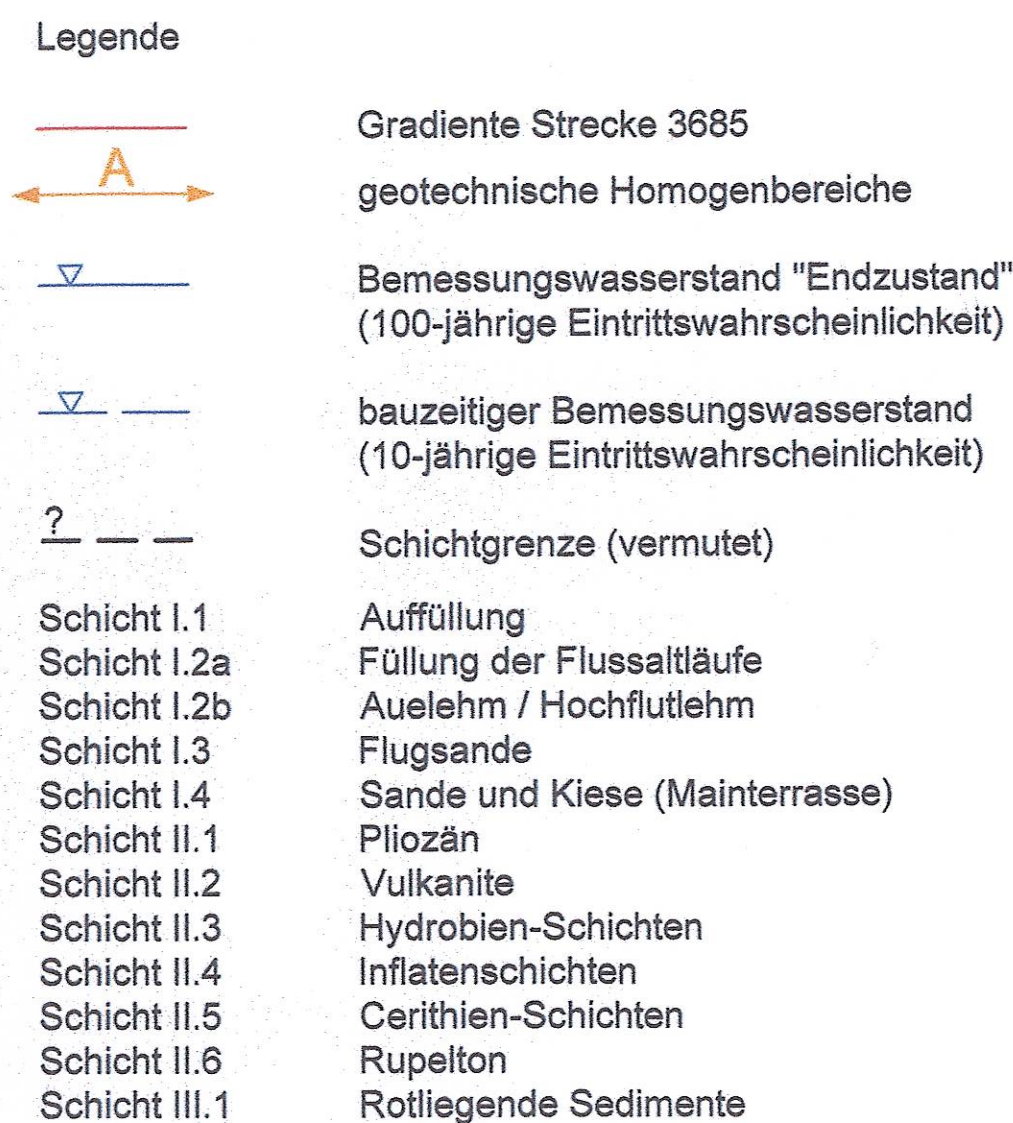 Legende
Gradiente Strecke 3685
A
geotechnische Homogenbereiche
Bemessungswasserstand "Endzustand"
(100-jährige Eintrittswahrscheinlichkeit)
bauzeitiger Bemessungswasserstand
(10-jährige Eintrittswahrscheinlichkeit)
?
Schichtgrenze (vermutet)
Schicht I.1 Auffüllung
Schicht I.2a Füllung der Flussaltläufe
Schicht I.2b Auelehm / Hochflutlehm
Schicht I.3 Flugsande
Schicht I.4 Sande und Kiese (Mainterrasse)
Schicht II.1 Pliozän
Schicht II.2 Vulkanite
Schicht II.3 Hydrobien-Schichten
Schicht II.4 Inflatenschichten
Schicht II.5 Cerithien-Schichten
Schicht II.6 Rupelton
Schicht III.1 Rotliegende Sedimente